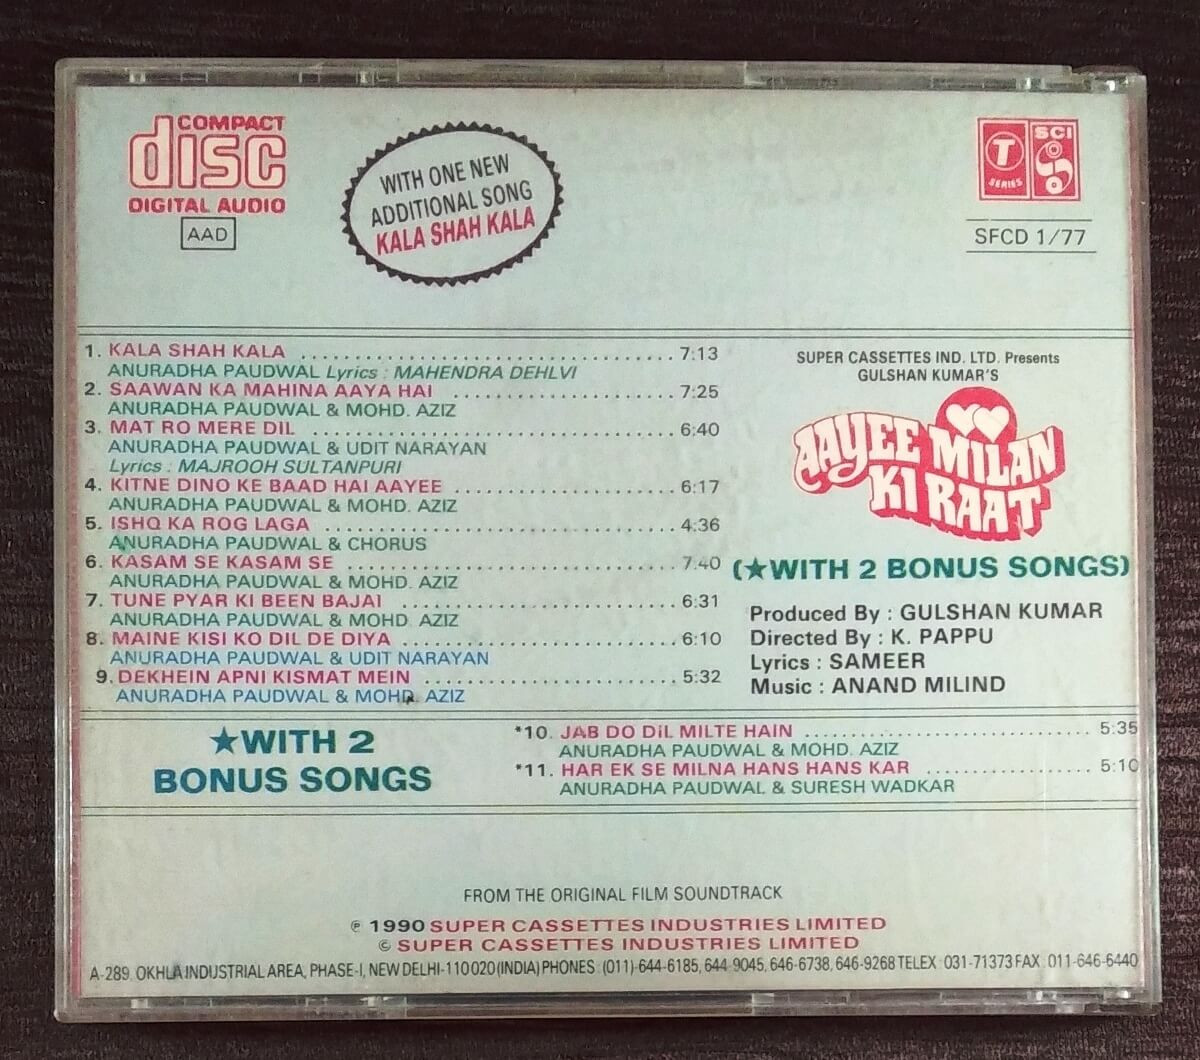 COMPACT
disc
DIGITAL AUDIO
AAD
WITH ONE NEW
ADDITIONAL SONG
KALA SHAH KALA
T
SERIES
SCI
SFCD 1/77
1. KALA SHAH KALA ........ 7:13
ANURADHA PAUDWAL Lyrics : MAHENDRA DEHLVI
2. SAAWAN KA MAHINA AAYA HAI ........ 7:25
ANURADHA PAUDWAL & MOHD. AZIZ
3. MAT RO MERE DIL ........ 6:40
ANURADHA PAUDWAL & UDIT NARAYAN
Lyrics : MAJROOH SULTANPURI
4. KITNE DINO KE BAAD HAI AAYEE ........ 6:17
ANURADHA PAUDWAL & MOHD. AZIZ
5. ISHQ KA ROG LAGA ........ 4:36
ANURADHA PAUDWAL & CHORUS
6. KASAM SE KASAM SE ........ 7:40
ANURADHA PAUDWAL & MOHD. AZIZ
7. TUNE PYAR KI BEEN BAJAI ........ 6:31
ANURADHA PAUDWAL & MOHD. AZIZ
8. MAINE KISI KO DIL DE DIYA ........ 6:10
ANURADHA PAUDWAL & UDIT NARAYAN
9. DEKHEIN APNI KISMAT MEIN ........ 5:32
ANURADHA PAUDWAL & MOHD. AZIZ
SUPER CASSETTES IND. LTD. Presents
GULSHAN KUMAR'S
AAYEE MILAN
KI RAAT
(★WITH 2 BONUS SONGS)
Produced By : GULSHAN KUMAR
Directed By : K. PAPPU
Lyrics : SAMEER
Music : ANAND MILIND
★WITH 2
BONUS SONGS
*10. JAB DO DIL MILTE HAIN ........ 5:35
ANURADHA PAUDWAL & MOHD. AZIZ
*11. HAR EK SE MILNA HANS HANS KAR ........ 5:10
ANURADHA PAUDWAL & SURESH WADKAR
FROM THE ORIGINAL FILM SOUNDTRACK
℗ 1990 SUPER CASSETTES INDUSTRIES LIMITED
© SUPER CASSETTES INDUSTRIES LIMITED
A-289, OKHLA INDUSTRIAL AREA, PHASE-I, NEW DELHI-110020 (INDIA) PHONES : (011)-644-6185, 644-9045, 646-6738, 646-9268 TELEX : 031-71373 FAX : 011-646-6440